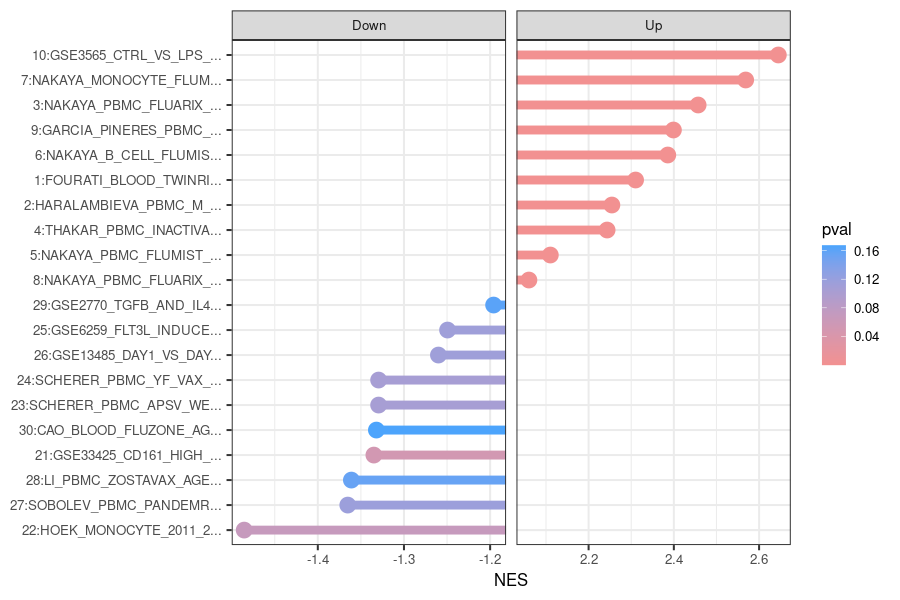 Down
Up
10:GSE3565_CTRL_VS_LPS_...
7:NAKAYA_MONOCYTE_FLUM...
3:NAKAYA_PBMC_FLUARIX_...
9:GARCIA_PINERES_PBMC_...
6:NAKAYA_B_CELL_FLUMIS...
1:FOURATI_BLOOD_TWINRI...
2:HARALAMBIEVA_PBMC_M_...
4:THAKAR_PBMC_INACTIVA...
5:NAKAYA_PBMC_FLUMIST_...
8:NAKAYA_PBMC_FLUARIX_...
29:GSE2770_TGFB_AND_IL4...
25:GSE6259_FLT3L_INDUCE...
26:GSE13485_DAY1_VS_DAY...
24:SCHERER_PBMC_YF_VAX_...
23:SCHERER_PBMC_APSV_WE...
30:CAO_BLOOD_FLUZONE_AG...
21:GSE33425_CD161_HIGH_...
28:LI_PBMC_ZOSTAVAX_AGE...
27:SOBOLEV_PBMC_PANDEMR...
22:HOEK_MONOCYTE_2011_2...
-1.4 -1.3 -1.2
2.2 2.4 2.6
NES
pval
0.16
0.12
0.08
0.04